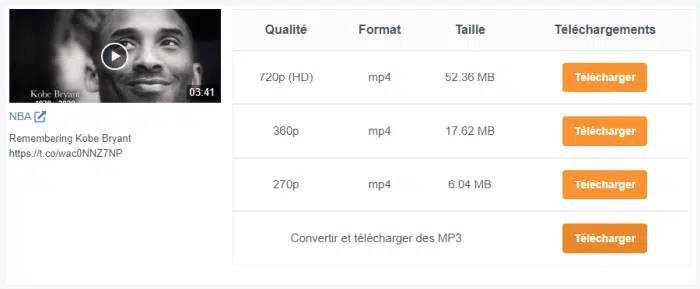 Kobe Bryant
1978 - 2020
03:41
NBA
Remembering Kobe Bryant
https://t.co/wac0NNZ7NP
Qualité Format Taille Téléchargements
720p (HD) mp4 52.36 MB Télécharger
360p mp4 17.62 MB Télécharger
270p mp4 6.04 MB Télécharger
Convertir et télécharger des MP3 Télécharger